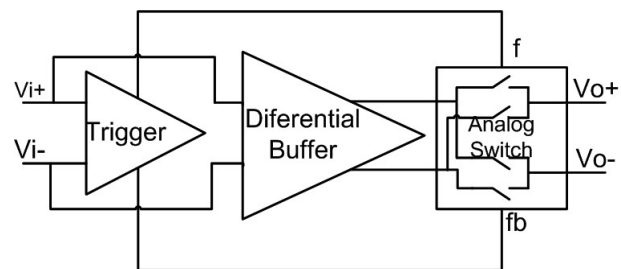 f
Vi+
Vo+
Trigger
Diferential
Buffer
Analog
Switch
Vi-
Vo-
fb